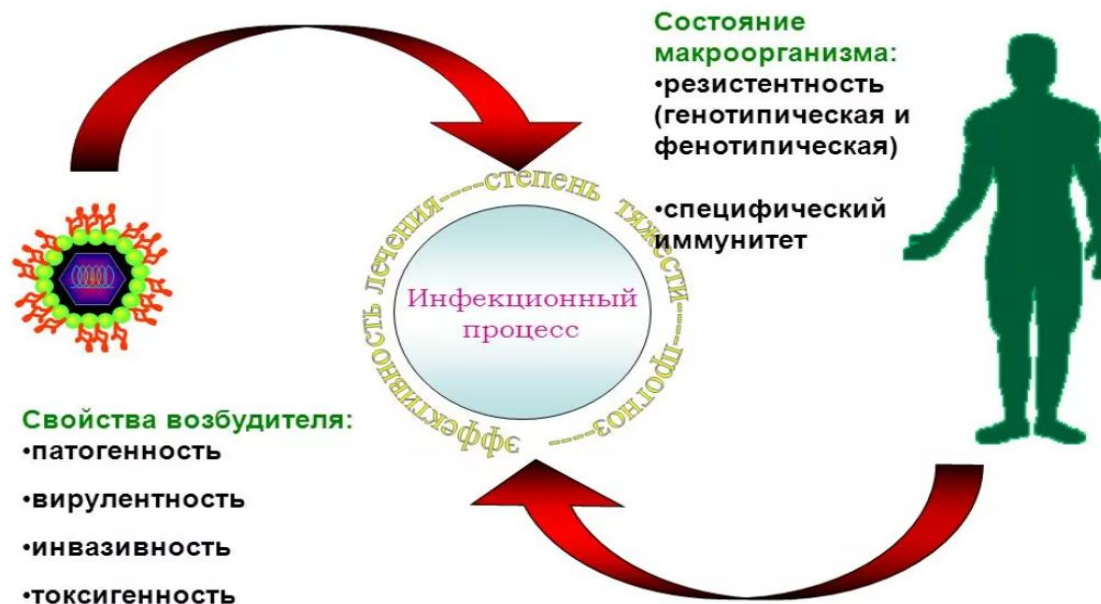 Состояние
макроорганизма:
•резистентность
(генотипическая и
фенотипическая)
•специфический
иммунитет
эффективность лечения----степень тяжести----прогноз----
Инфекционный
процесс
Свойства возбудителя:
•патогенность
•вирулентность
•инвазивность
•токсигенность